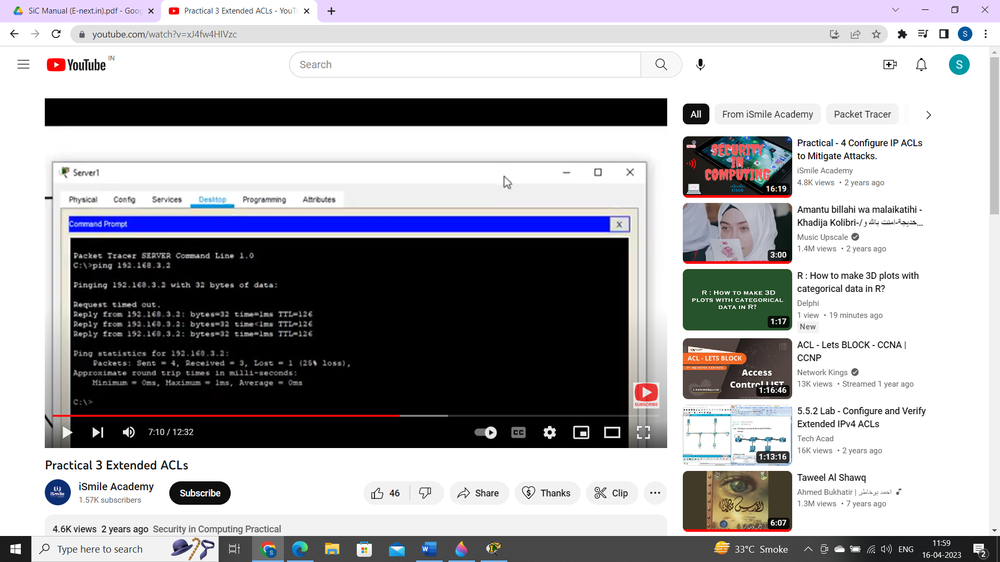 SiC Manual (E-next.in).pdf - Goog
Practical 3 Extended ACLs - YouT
youtube.com/watch?v=xJ4fw4HIVzc
S
YouTube IN
Search
S
Server1
Physical Config Services Desktop Programming Attributes
Command Prompt
X
Packet Tracer SERVER Command Line 1.0
C:\>ping 192.168.3.2
Pinging 192.168.3.2 with 32 bytes of data:
Request timed out.
Reply from 192.168.3.2: bytes=32 time=1ms TTL=126
Reply from 192.168.3.2: bytes=32 time<1ms TTL=126
Reply from 192.168.3.2: bytes=32 time=1ms TTL=126
Ping statistics for 192.168.3.2:
Packets: Sent = 4, Received = 3, Lost = 1 (25% loss),
Approximate round trip times in milli-seconds:
Minimum = 0ms, Maximum = 1ms, Average = 0ms
C:\>
SUBSCRIBE
7:10 / 12:32
CC
Practical 3 Extended ACLs
iSmile
iSmile Academy
1.57K subscribers
Subscribe
46
Share
Thanks
Clip
4.6K views 2 years ago Security in Computing Practical
All
From iSmile Academy
Packet Tracer
SECURITY
IN
COMPUTING
CISCO
16:19
Practical - 4 Configure IP ACLs
to Mitigate Attacks.
iSmile Academy
4.8K views • 2 years ago
3:00
Amantu billahi wa malaikatihi -
Khadija Kolibri-/خديجة-امنت بالله و...
Music Upscale
1.4M views • 2 years ago
R : HOW TO MAKE 3D
PLOTS WITH CATEGORICAL
DATA IN R?
1:17
R : How to make 3D plots with
categorical data in R?
Delphi
1 view • 19 minutes ago
New
ACL - LETS BLOCK
BY INDUSTRY EXPERTS
Access
Control LIST
www.nwkings.com
1:16:46
ACL - Lets BLOCK - CCNA |
CCNP
Network Kings
13K views • Streamed 1 year ago
1:13:16
5.5.2 Lab - Configure and Verify
Extended IPv4 ACLs
Tech Acad
16K views • 2 years ago
6:07
Taweel Al Shawq
Ahmed Bukhatir | احمد بوخاطر
1.3M views • 7 years ago
Type here to search
33°C Smoke
ENG
11:59
16-04-2023
2